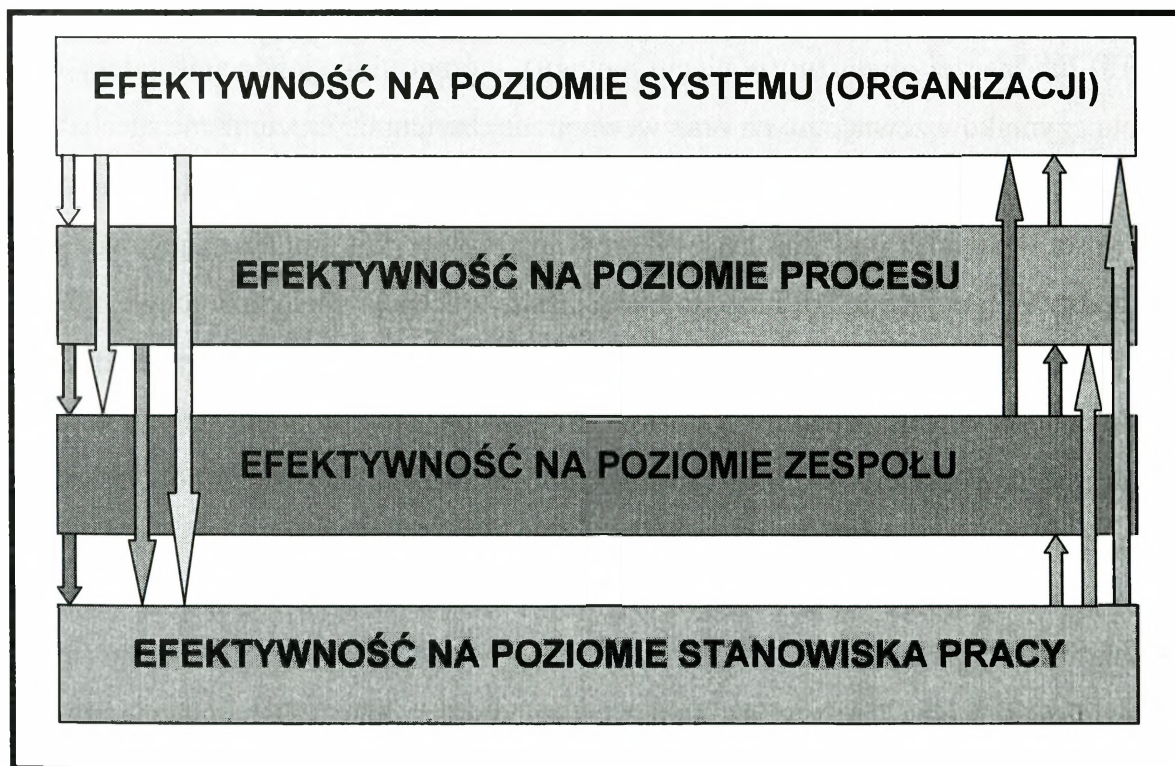 EFEKTYWNOŚĆ NA POZIOMIE SYSTEMU (ORGANIZACJI)
EFEKTYWNOŚĆ NA POZIOMIE PROCESU
EFEKTYWNOŚĆ NA POZIOMIE ZESPOŁU
EFEKTYWNOŚĆ NA POZIOMIE STANOWISKA PRACY